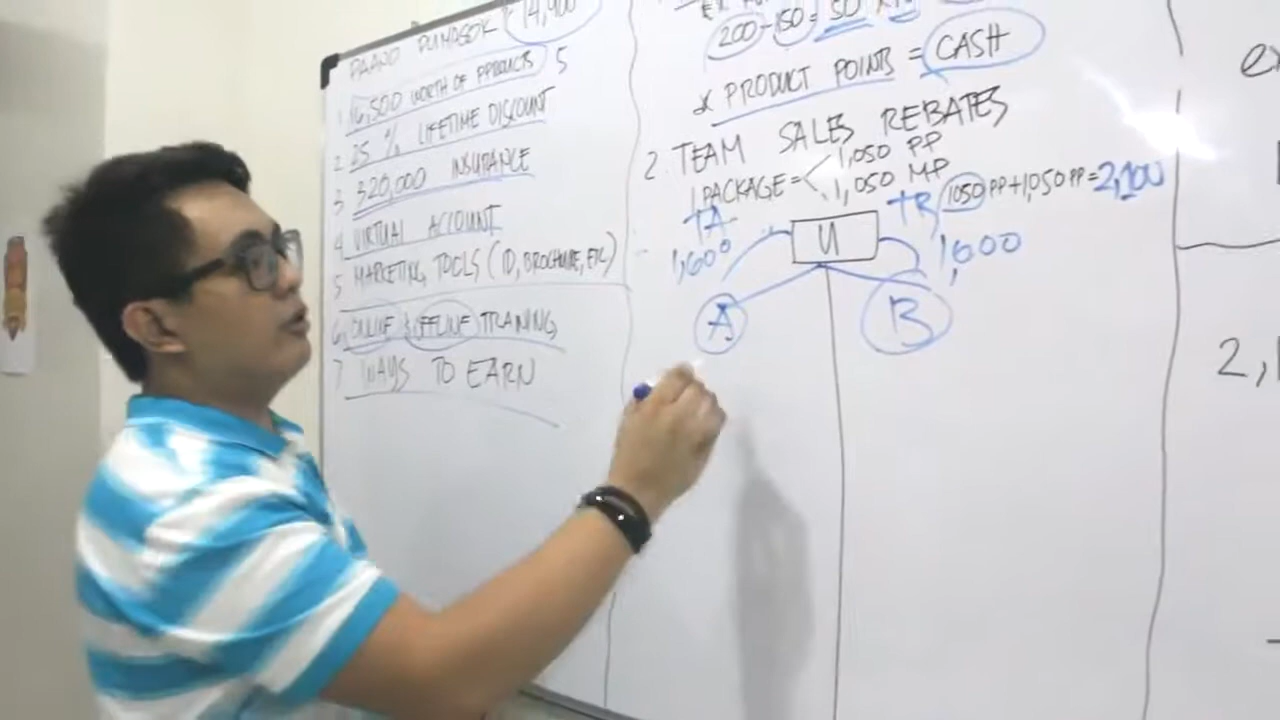 PAANO PUMASOK 14,900
1. 16,500 WORTH OF PPRODUCTS 5
2 25 % LIFETIME DISCOUNT
3 320,000 INSURANCE
4 VIRTUAL ACCOUNT
5 MARKETING TOOLS (ID, BROCHURE, ETC)
6. ONLINE & OFFLINE TRAINING
7 WAYS TO EARN
200-150= 50
* PRODUCT POINTS = CASH
2. TEAM SALES REBATES
1 PACKAGE = 1,050 PP
1,050 MP
TA
TB 1050 PP+1,050 PP=2,100
1,600
U
1,600
A
B
2,